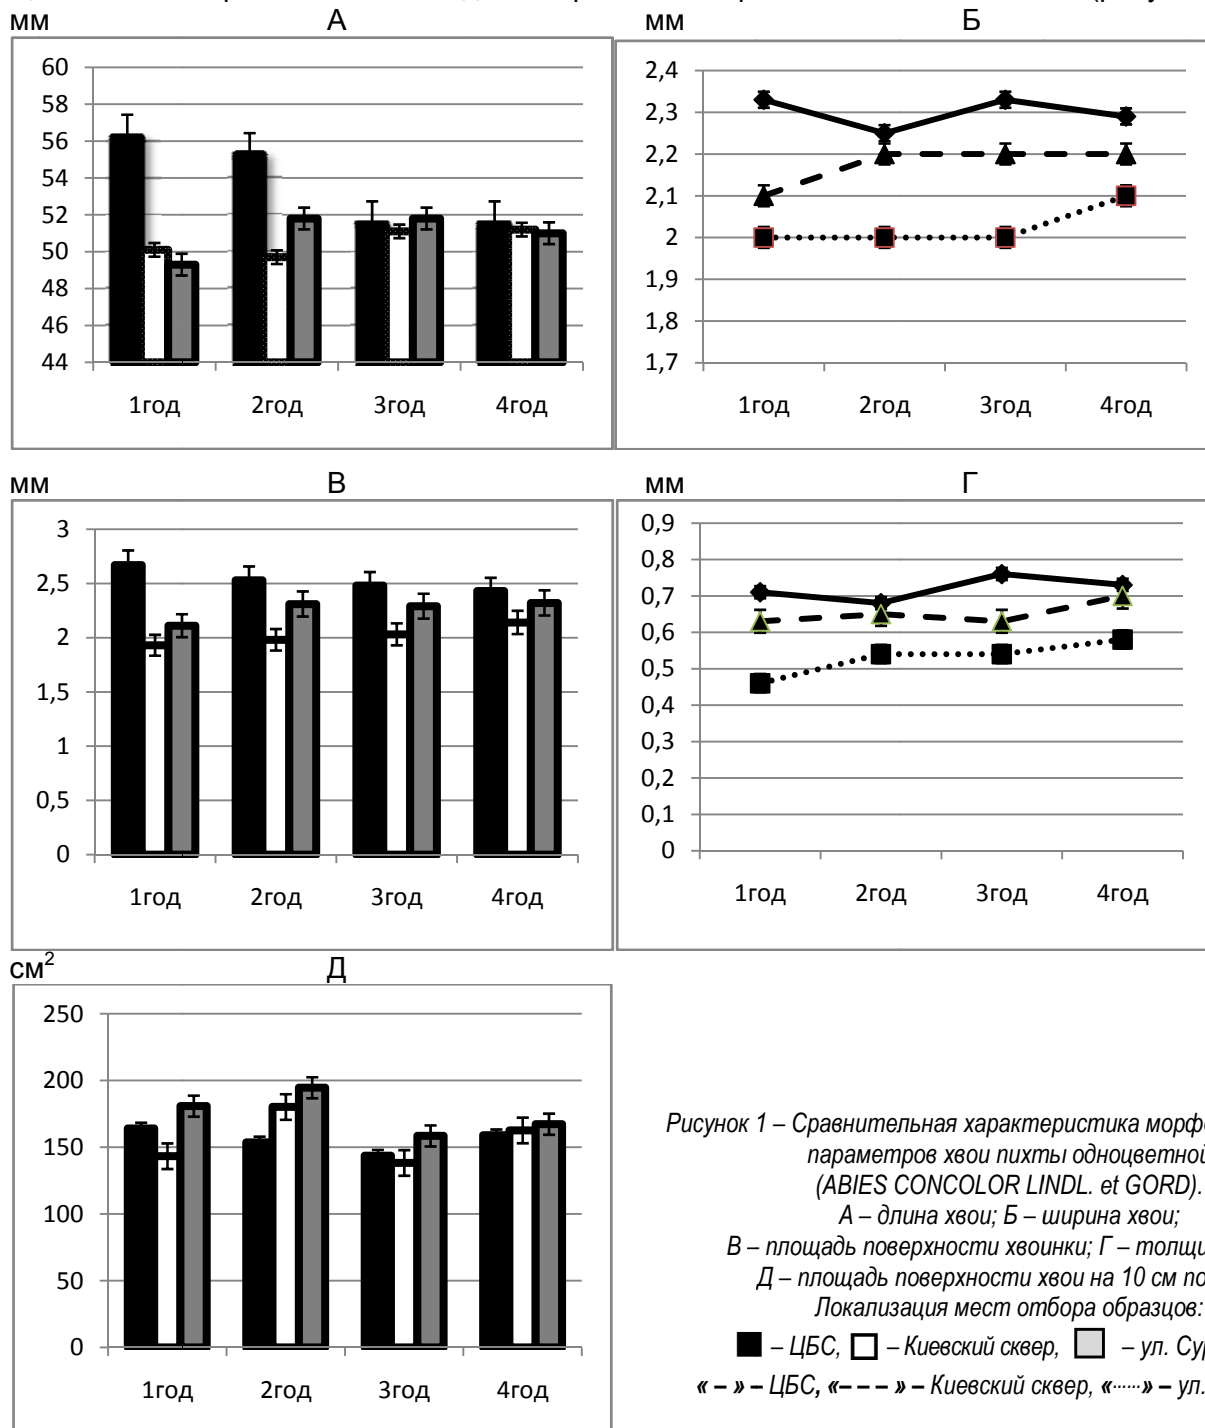 мм А
60
58
56
54
52
50
48
46
44
1год 2год 3год 4год
мм Б
2,4
2,3
2,2
2,1
2
1,9
1,8
1,7
1год 2год 3год 4год
мм В
3
2,5
2
1,5
1
0,5
0
1год 2год 3год 4год
мм Г
0,9
0,8
0,7
0,6
0,5
0,4
0,3
0,2
0,1
0
1год 2год 3год 4год
см² Д
250
200
150
100
50
0
1год 2год 3год 4год
Рисунок 1 – Сравнительная характеристика
параметров хвои пихты одноцветной
(ABIES CONCOLOR LINDL. et GORD).
А – длина хвои; Б – ширина хвои;
В – площадь поверхности хвоинки; Г –
Д – площадь поверхности хвои на 10 см
Локализация мест отбора образцов:
– ЦБС, – Киевский сквер, – ул.
« – » – ЦБС, «– – – » – Киевский сквер, «······» – ул.